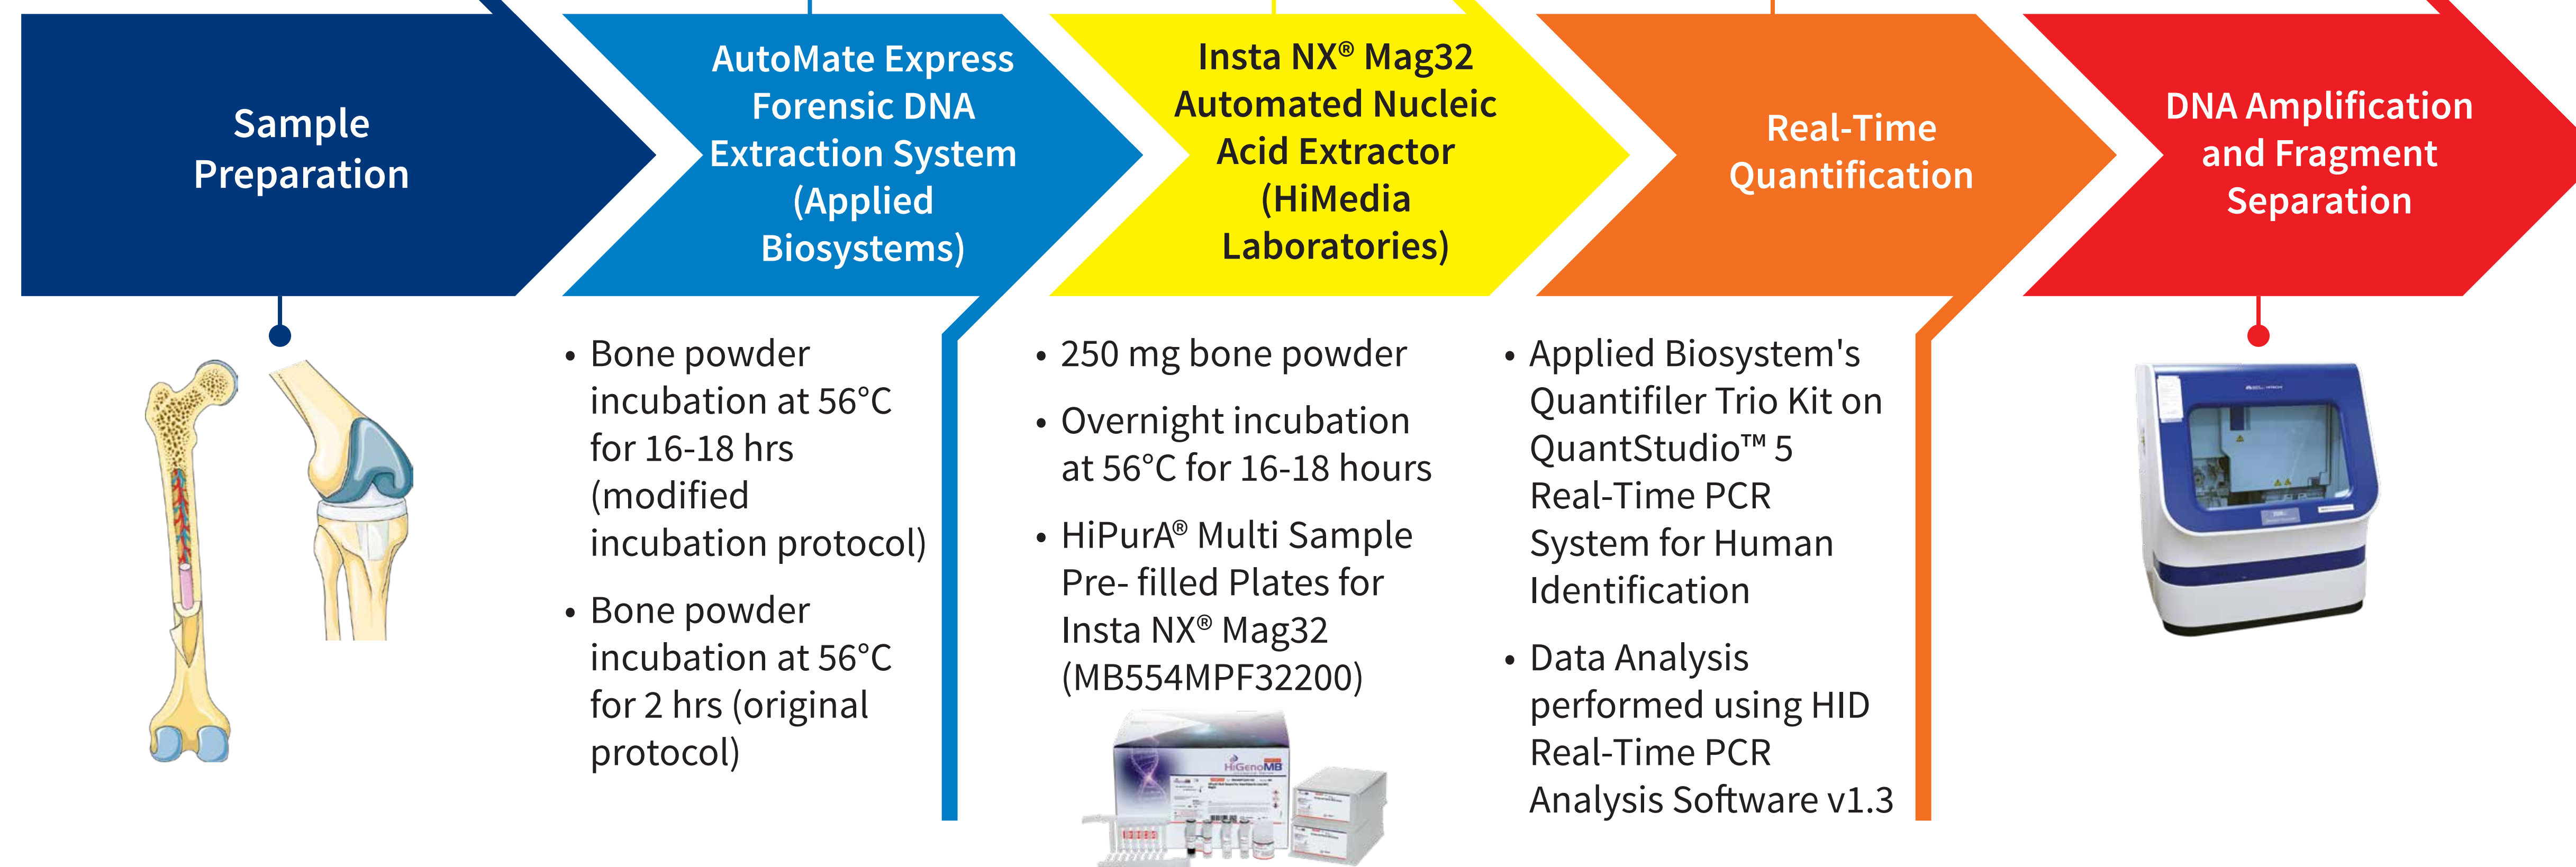 Sample
Preparation
AutoMate Express
Forensic DNA
Extraction System
(Applied
Biosystems)
Insta NX® Mag32
Automated Nucleic
Acid Extractor
(HiMedia
Laboratories)
Real-Time
Quantification
DNA Amplification
and Fragment
Separation
• Bone powder
incubation at 56°C
for 16-18 hrs
(modified
incubation protocol)
• Bone powder
incubation at 56°C
for 2 hrs (original
protocol)
• 250 mg bone powder
• Overnight incubation
at 56°C for 16-18 hours
• HiPurA® Multi Sample
Pre- filled Plates for
Insta NX® Mag32
(MB554MPF32200)
HiGenoMB
• Applied Biosystem's
Quantifiler Trio Kit on
QuantStudio™ 5
Real-Time PCR
System for Human
Identification
• Data Analysis
performed using HID
Real-Time PCR
Analysis Software v1.3